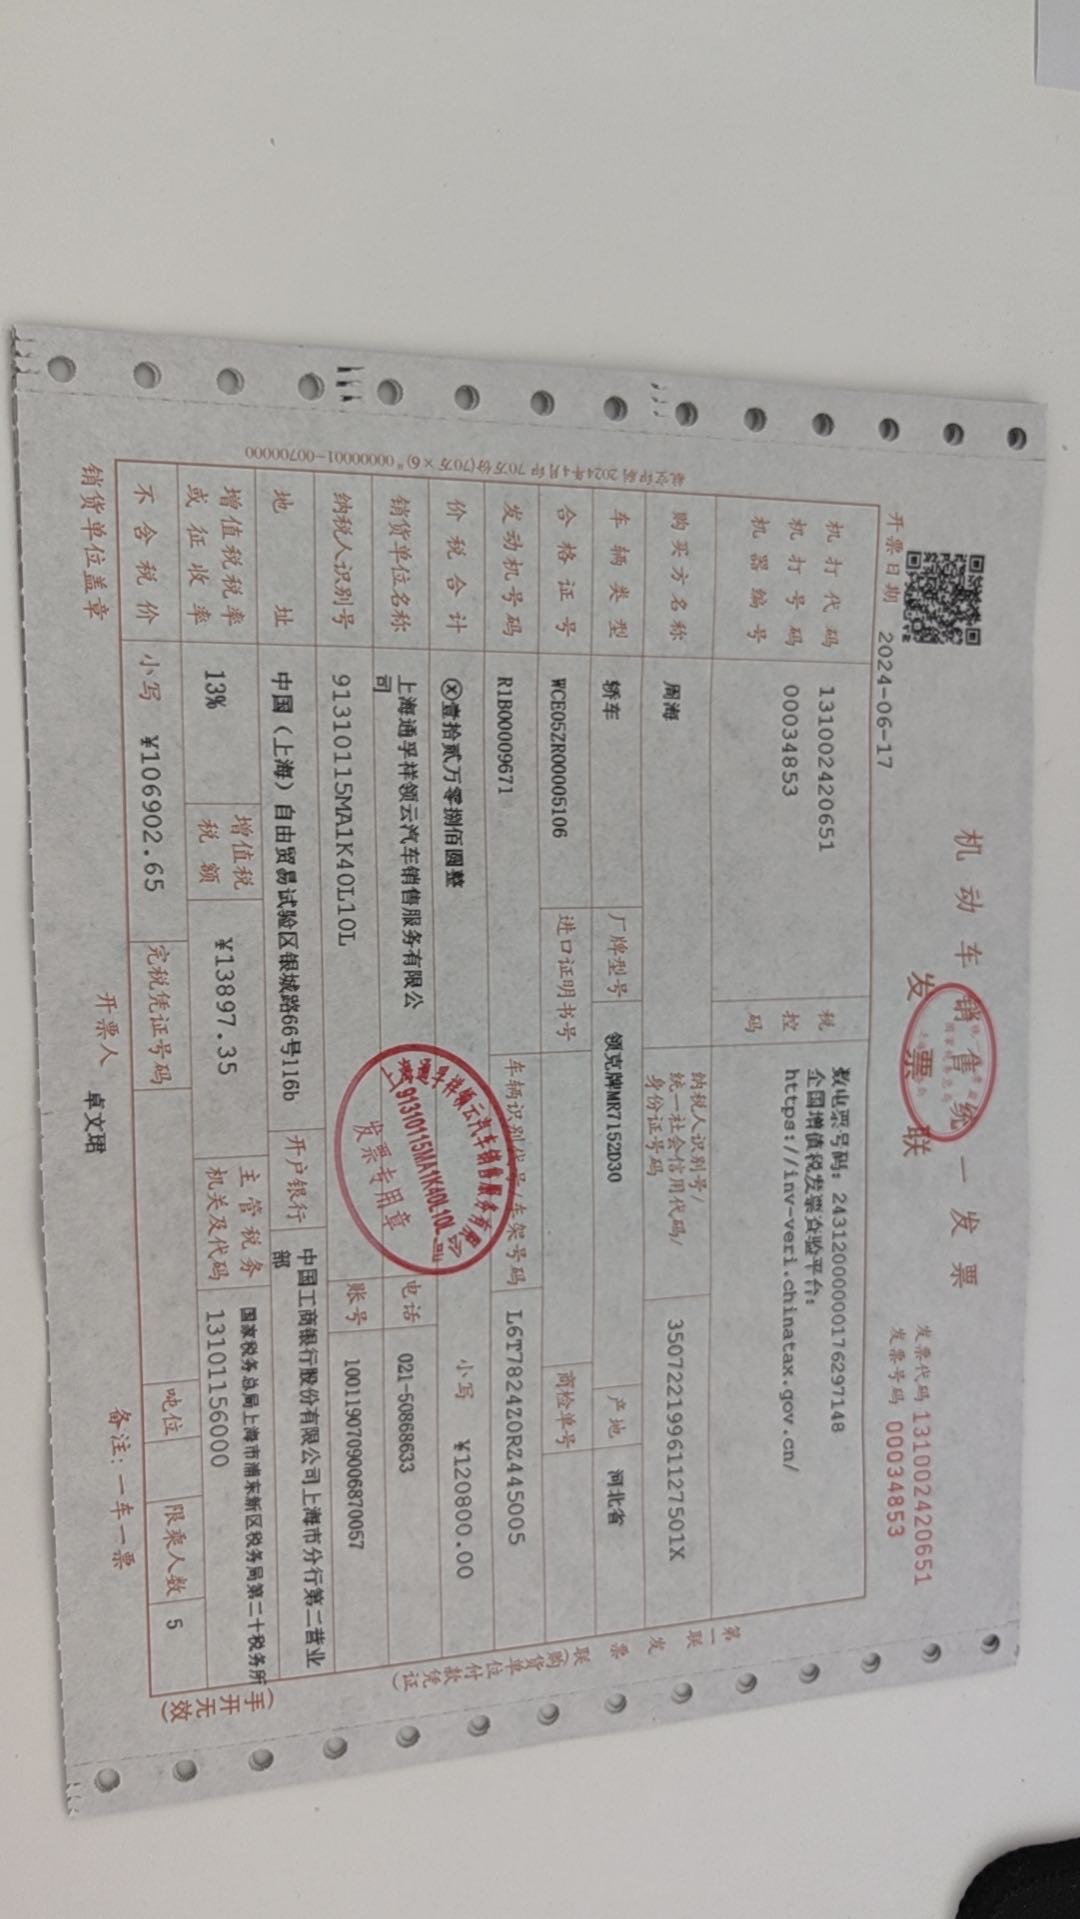 机动车销售统一发票
发票联
发票代码 131002420651
发票号码 00034853
开票日期 2024-06-17
机打代码 131002420651
机打号码 00034853
机器编号
税控码
数电票号码：24312000000176297148
全国增值税发票查验平台：
https://inv-veri.chinatax.gov.cn/
购买方名称 周海
纳税人识别号/
统一社会信用代码/
身份证号码
35072219961127501X
车辆类型 轿车 厂牌型号 领克牌MR7152D30 产地 河北省
合格证号 WCE05ZR00005106 进口证明书号 商检单号
发动机号码 R1B00009671 车辆识别代号/车架号码 L6T7824Z0RZ445005
价税合计 ⓧ壹拾贰万零捌佰圆整 小写 ¥120800.00
销货单位名称 上海通孚祥领云汽车销售服务有限公
司
电话 021-50868633
纳税人识别号 91310115MA1K40L10L 账号 1001190709006870057
地址 中国（上海）自由贸易试验区银城路66号116b 开户银行 中国工商银行股份有限公司上海市分行第二营业
部
增值税税率
或征收率
13%
增值税
税额
¥13897.35
主管税务
机关及代码
国家税务总局上海市浦东新区税务局第二十税务所
13101156000
不含税价 小写 ¥106902.65 完税凭证号码 吨位 限乘人数 5
销货单位盖章 开票人 卓文珺 备注：一车一票
第一联 发票联（购货单位付款凭证）
（手开无效）
91310115MA1K40L10L
发票专用章